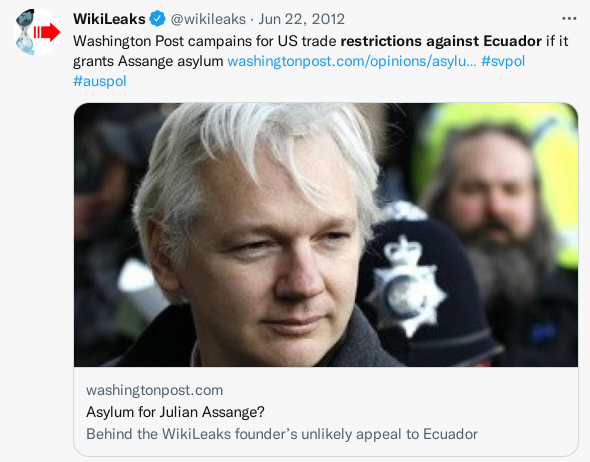 WikiLeaks @wikileaks · Jun 22, 2012 ···
Washington Post campains for US trade restrictions against Ecuador if it
grants Assange asylum washingtonpost.com/opinions/asylu... #svpol
#auspol
washingtonpost.com
Asylum for Julian Assange?
Behind the WikiLeaks founder’s unlikely appeal to Ecuador